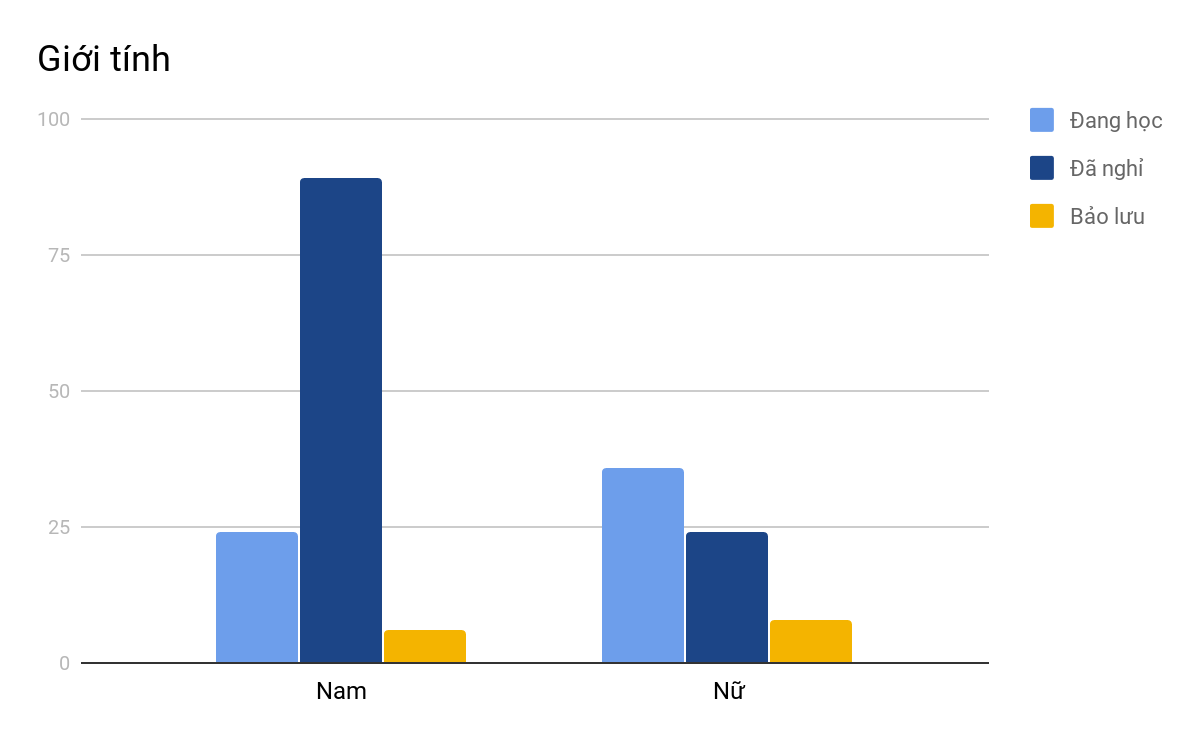 Giới tính
100
75
50
25
0
Nam
Nữ
Đang học
Đã nghỉ
Bảo lưu